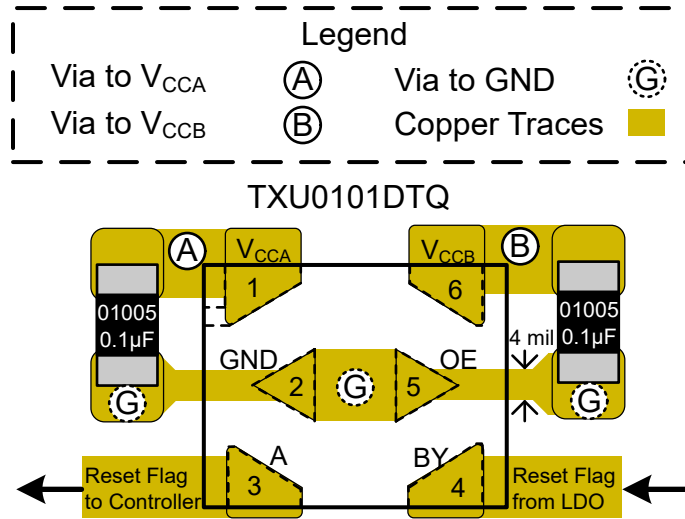 Legend
Via to VCCA A Via to GND G
Via to VCCB B Copper Traces
TXU0101DTQ
A B
VCCA VCCB
1 6
01005 01005
0.1µF 0.1µF
4 mil
GND OE
2 G 5
G G
A BY
Reset Flag 3 4 Reset Flag
to Controller from LDO